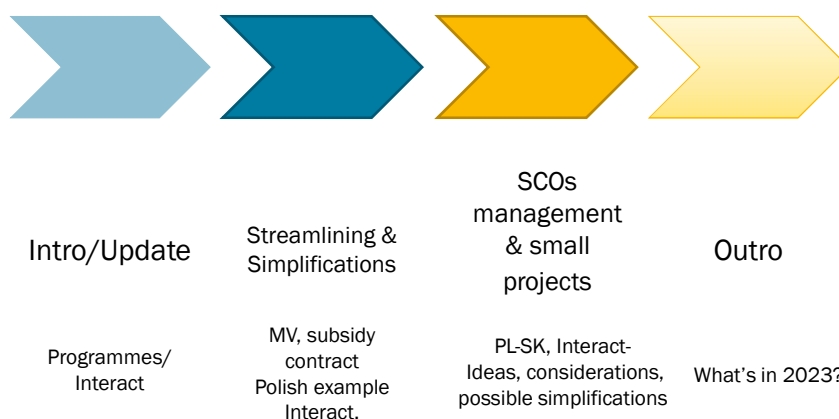 Intro/Update
Streamlining &
Simplifications
SCOs
management
& small
projects
Outro
Programmes/
Interact
MV, subsidy
contract
Polish example
Interact.
PL-SK, Interact-
Ideas, considerations,
possible simplifications
What's in 2023?